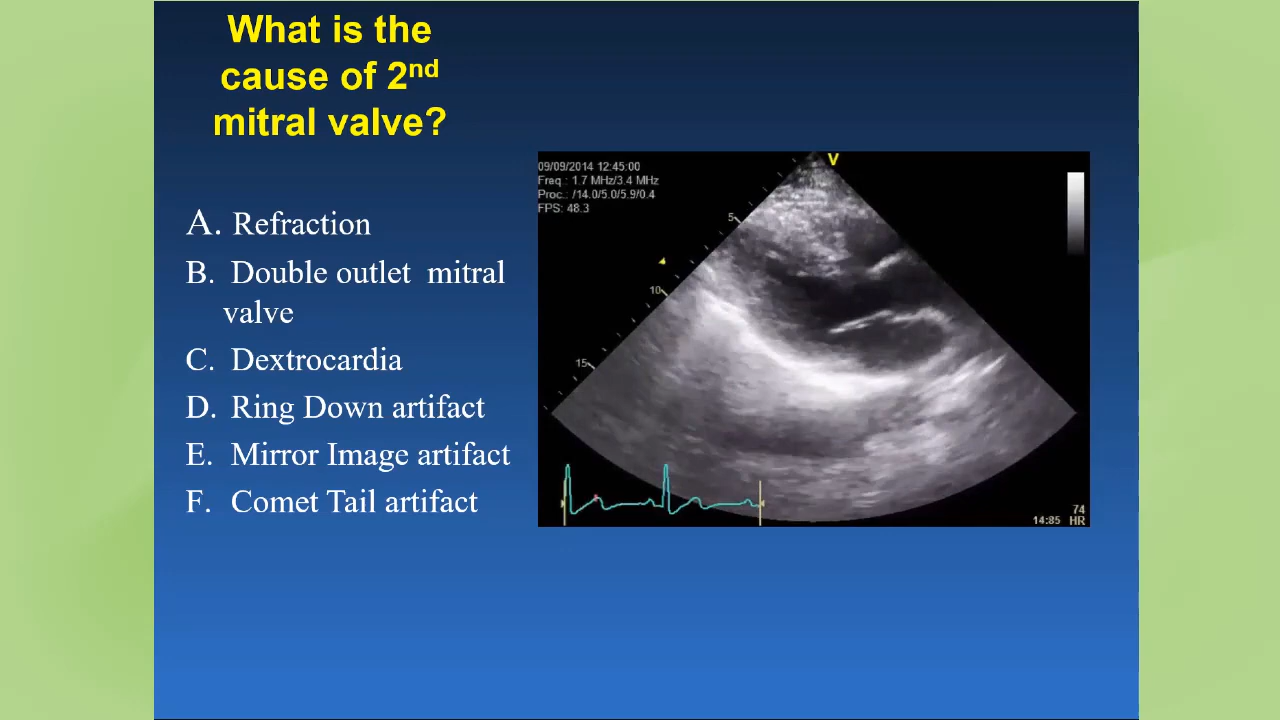 What is the
cause of 2nd
mitral valve?
A. Refraction
B. Double outlet mitral
valve
C. Dextrocardia
D. Ring Down artifact
E. Mirror Image artifact
F. Comet Tail artifact
09/09/2014 12:45:00
Freq.: 1.7 MHz/3.4 MHz
Proc.: /14.0/5.0/5.9/0.4
FPS: 48.3
V
5
10
15
74
14:85 HR